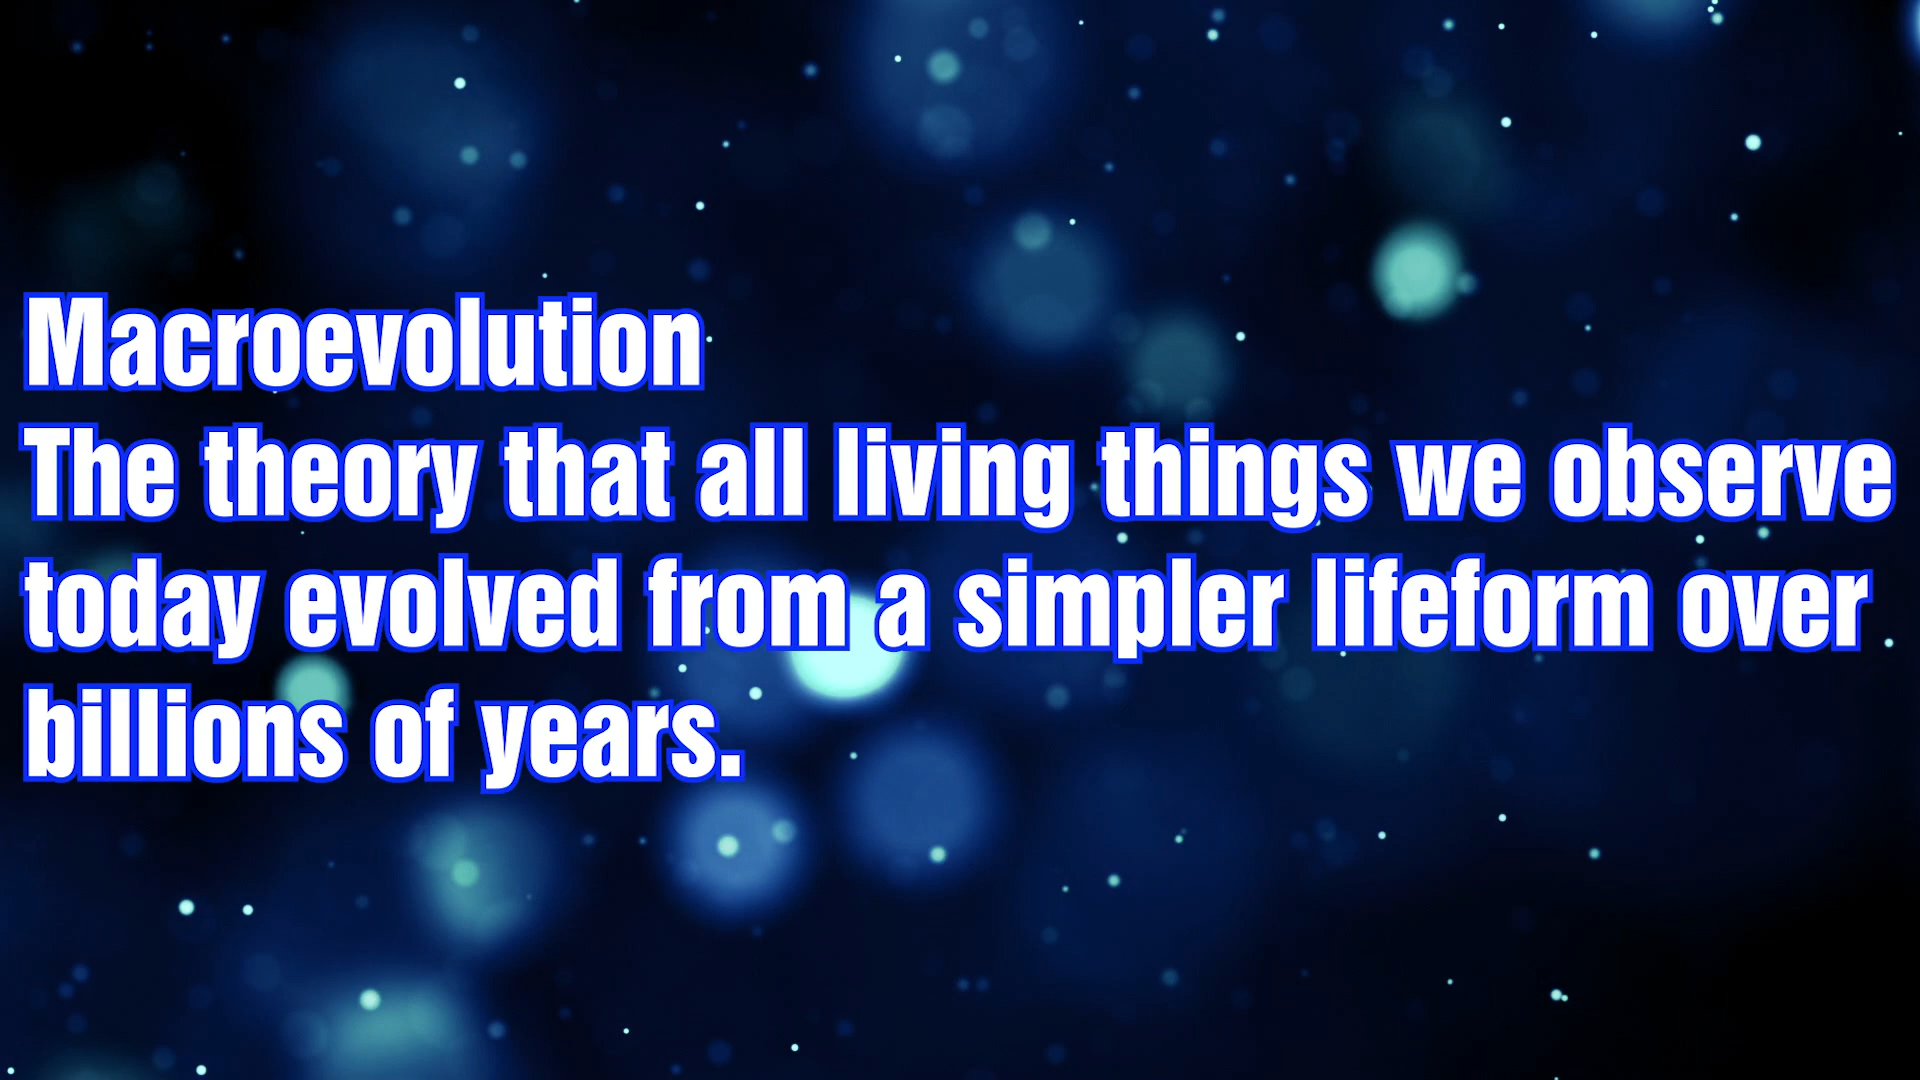 Macroevolution
The theory that all living things we observe
today evolved from a simpler lifeform over
billions of years.